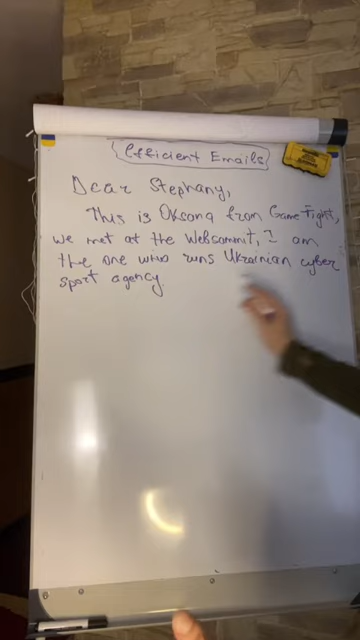 Efficient Emails
Dear Stephany,
This is Oksana from Game Fight,
we met at the Websommit, I am
the one who runs Ukrainian cyber
sport agency.